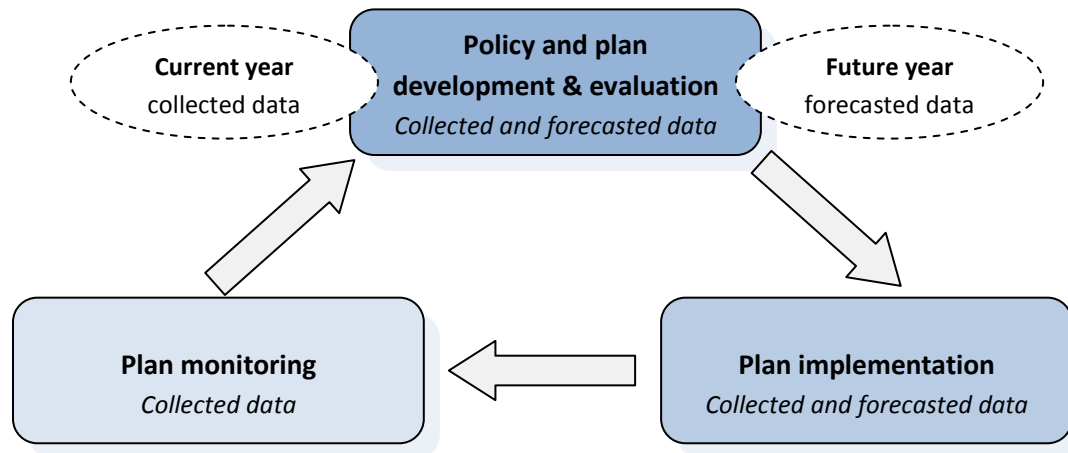 Current year
collected data
Policy and plan
development & evaluation
Collected and forecasted data
Future year
forecasted data
Plan monitoring
Collected data
Plan implementation
Collected and forecasted data